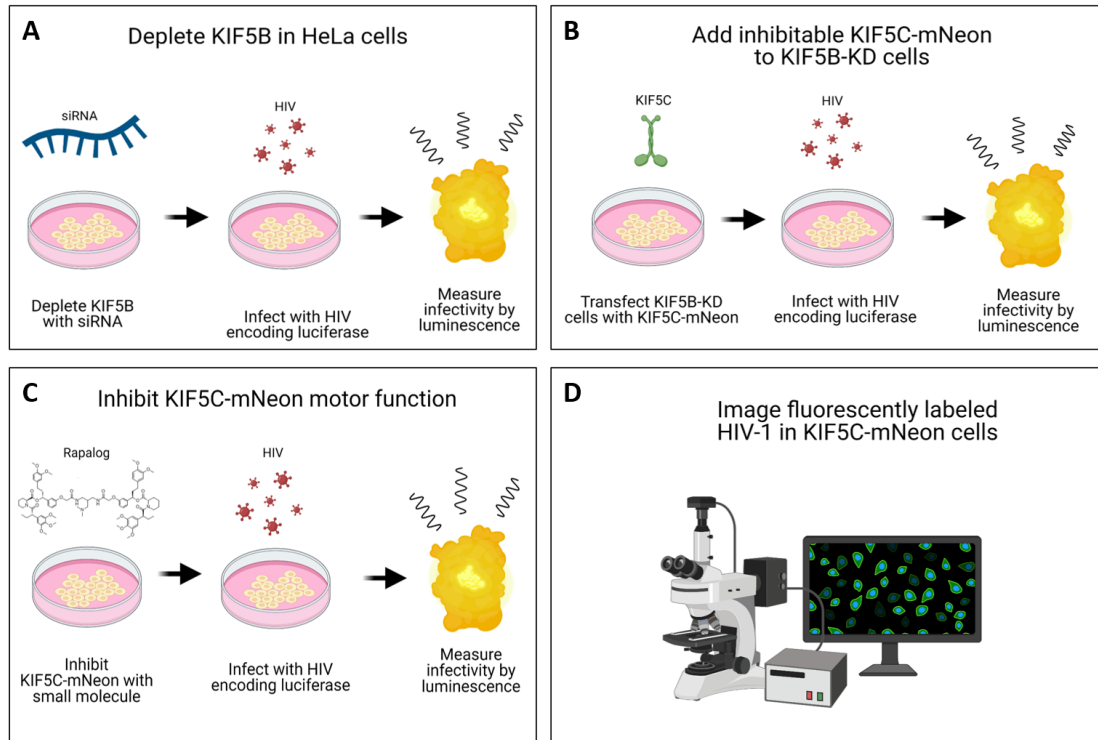 A
Deplete KIF5B in HeLa cells
siRNA
HIV
Deplete KIF5B
with siRNA
Infect with HIV
encoding luciferase
Measure
infectivity by
luminescence
B
Add inhibitable KIF5C-mNeon
to KIF5B-KD cells
KIF5C
HIV
Transfect KIF5B-KD
cells with KIF5C-mNeon
Infect with HIV
encoding luciferase
Measure
infectivity by
luminescence
C
Inhibit KIF5C-mNeon motor function
Rapalog
HIV
Inhibit
KIF5C-mNeon with
small molecule
Infect with HIV
encoding luciferase
Measure
infectivity by
luminescence
D
Image fluorescently labeled
HIV-1 in KIF5C-mNeon cells